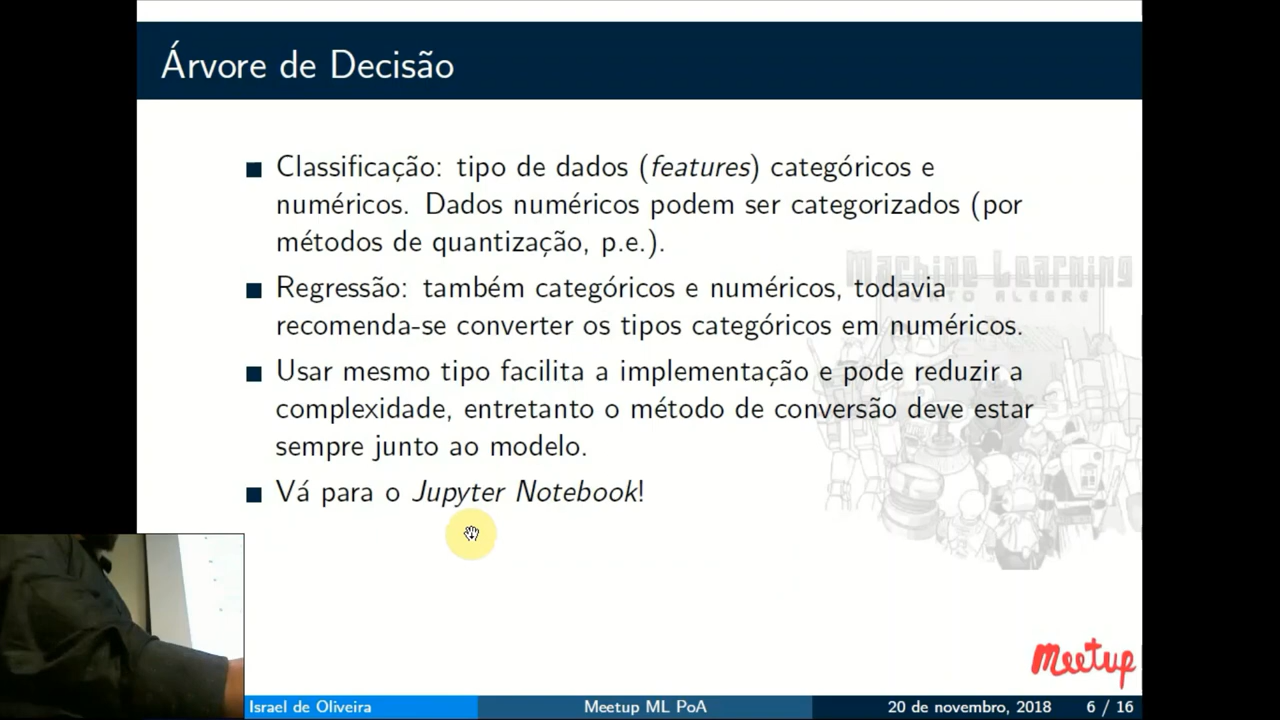 Árvore de Decisão
Classificação: tipo de dados (features) categóricos e
numéricos. Dados numéricos podem ser categorizados (por
métodos de quantização, p.e.).
Regressão: também categóricos e numéricos, todavia
recomenda-se converter os tipos categóricos em numéricos.
Usar mesmo tipo facilita a implementação e pode reduzir a
complexidade, entretanto o método de conversão deve estar
sempre junto ao modelo.
Vá para o Jupyter Notebook!
Machine Learning
PORTO ALEGRE
Meetup
Israel de Oliveira
Meetup ML PoA
20 de novembro, 2018
6 / 16